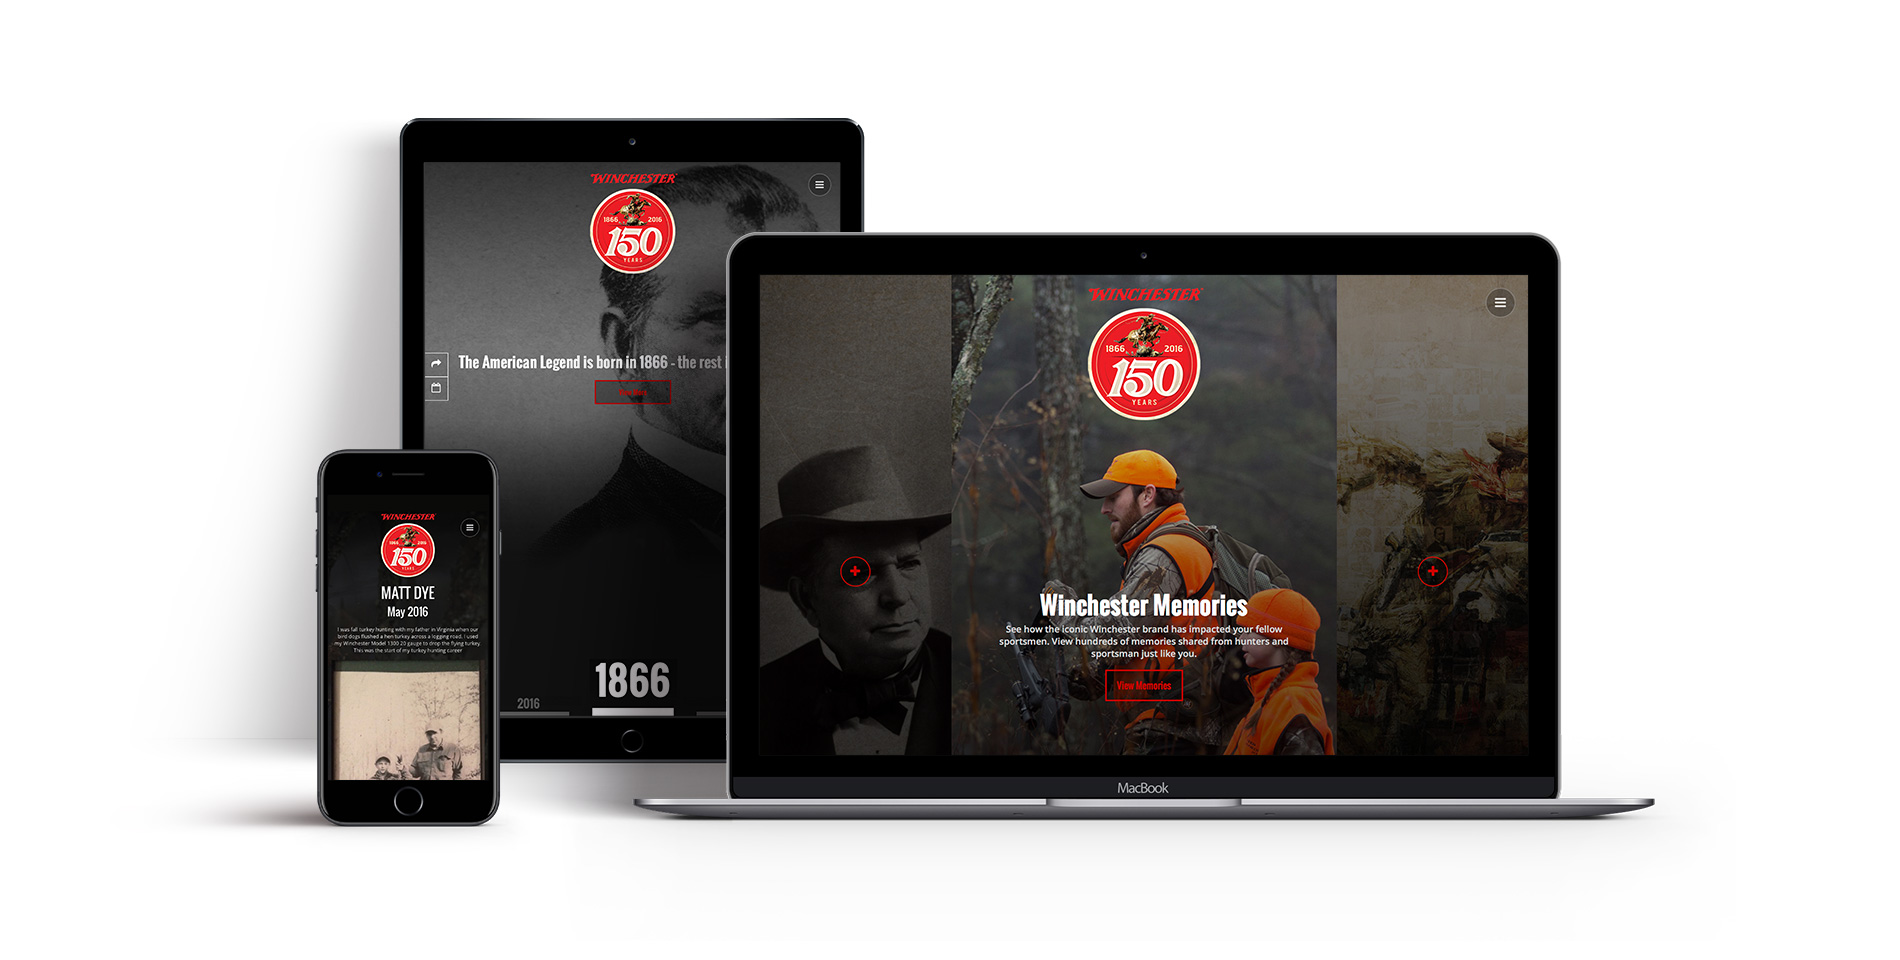 WINCHESTER
1866 2016
150
YEARS
The American Legend is born in 1866 - the rest
2016
1866
WINCHESTER
1866 2016
150
YEARS
MATT DYE
May 2016
I was fall turkey hunting with my father in Virginia when our
bird dogs flushed a hen turkey across a logging road. I used
my Winchester Model 1300 20 gauge to drop the flying turkey.
This was the start of my turkey hunting career
WINCHESTER
1866 2016
150
YEARS
Winchester Memories
See how the iconic Winchester brand has impacted your fellow
sportsmen. View hundreds of memories shared from hunters and
sportsman just like you.
View Memories
MacBook